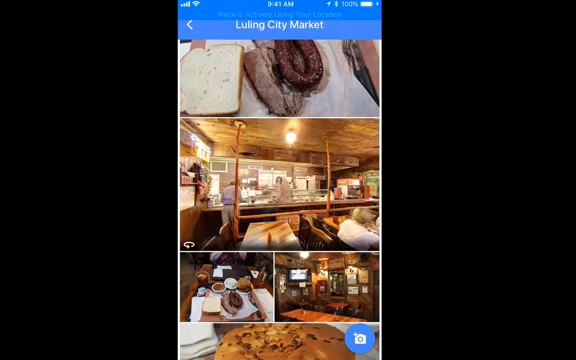 9:41 AM
100%
Waze is Actively Using Your Location
Luling City Market